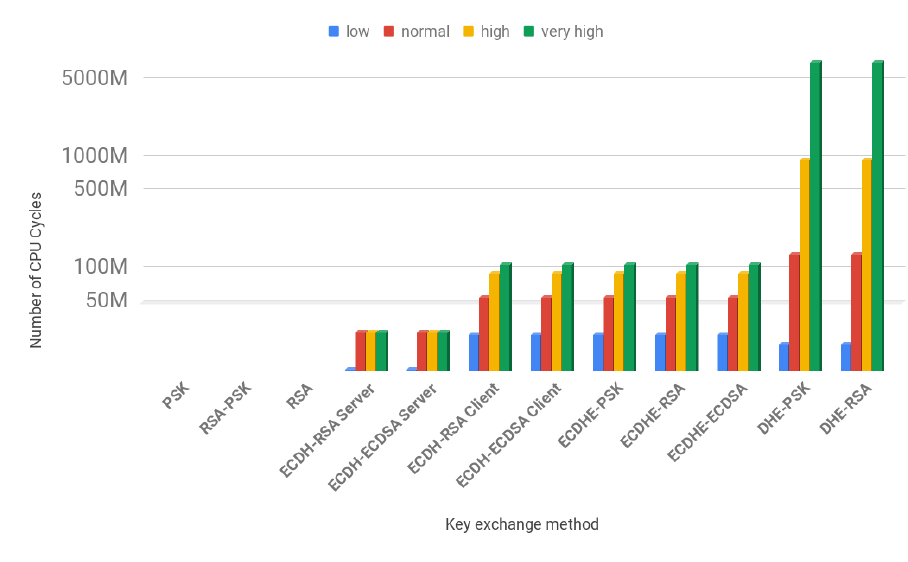 low normal high very high
5000M
1000M
500M
100M
50M
Number of CPU Cycles
PSK
RSA-PSK
RSA
ECDH-RSA Server
ECDH-ECDSA Server
ECDH -RSA Client
ECDH-ECDSA Client
ECDHE-PSK
ECDHE-RSA
ECDHE-ECDSA
DHE-PSK
DHE-RSA
Key exchange method